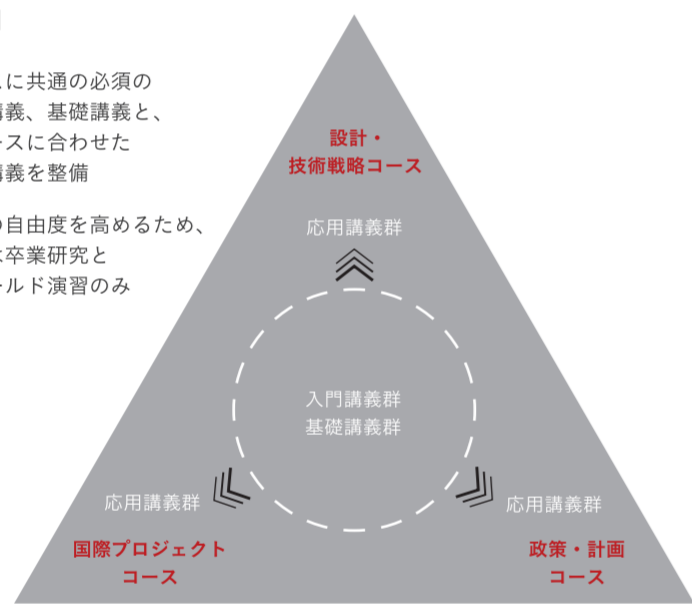 に共通の必須の
講義、基礎講義と、
スに合わせた
講義を整備
自由度を高めるため、
卒業研究と
ルド演習のみ
設計・
技術戦略コース
応用講義群
入門講義群
基礎講義群
応用講義群
国際プロジェクト
コース
応用講義群
政策・計画
コース